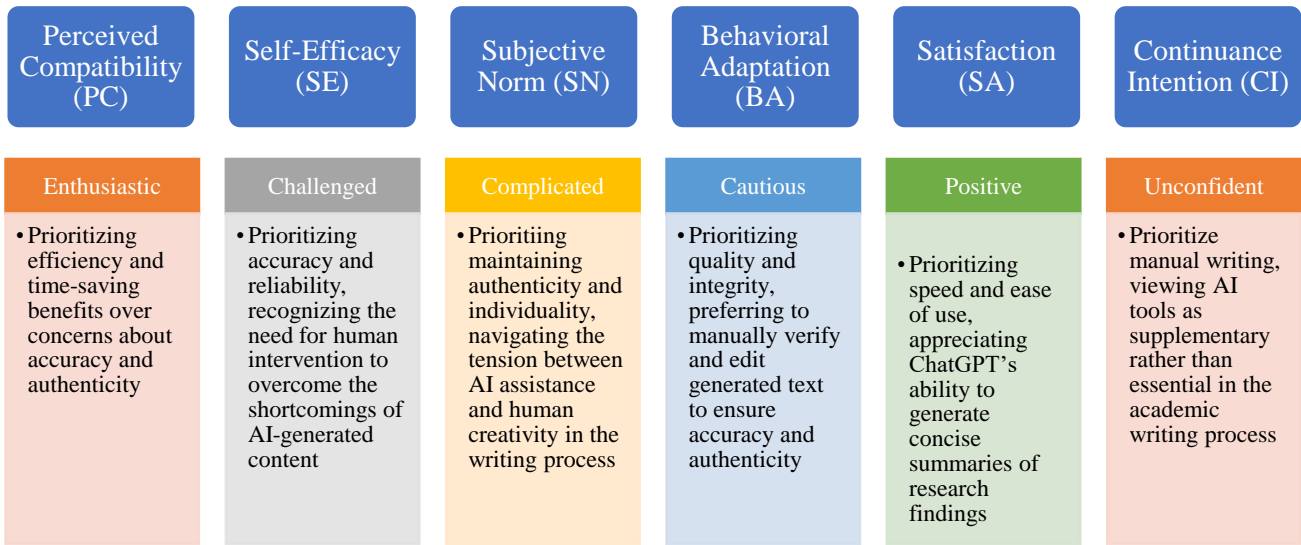 Perceived
Compatibility
(PC)
Self-Efficacy
(SE)
Subjective
Norm (SN)
Behavioral
Adaptation
(BA)
Satisfaction
(SA)
Continuance
Intention (CI)
Enthusiastic
• Prioritizing
efficiency and
time-saving
benefits over
concerns about
accuracy and
authenticity
Challenged
• Prioritizing
accuracy and
reliability,
recognizing the
need for human
intervention to
overcome the
shortcomings of
AI-generated
content
Complicated
• Prioritiing
maintaining
authenticity and
individuality,
navigating the
tension between
AI assistance
and human
creativity in the
writing process
Cautious
• Prioritizing
quality and
integrity,
preferring to
manually verify
and edit
generated text
to ensure
accuracy and
authenticity
Positive
• Prioritizing
speed and ease
of use,
appreciating
ChatGPT’s
ability to
generate
concise
summaries of
research
findings
Unconfident
• Prioritize
manual writing,
viewing AI
tools as
supplementary
rather than
essential in the
academic
writing process